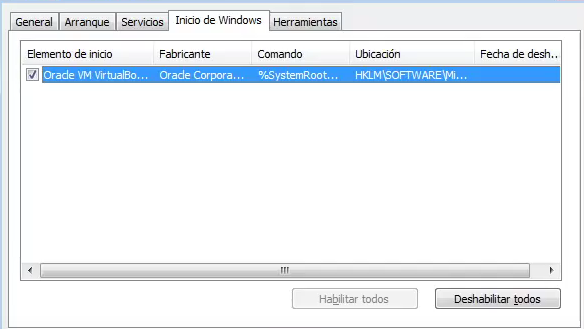 General Arranque Servicios Inicio de Windows Herramientas
Elemento de inicio Fabricante Comando Ubicación Fecha de desh...
Oracle VM VirtualBo... Oracle Corpora... %SystemRoot... HKLM\SOFTWARE\Mi...
Habilitar todos Deshabilitar todos